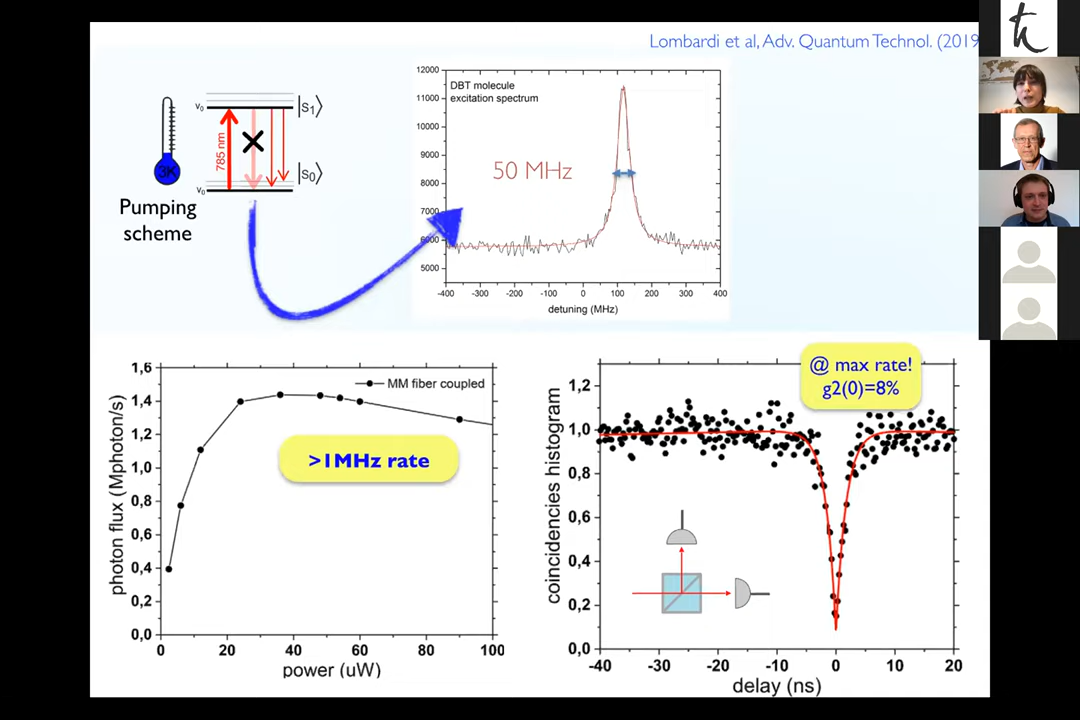 Lombardi et al, Adv. Quantum Technol. (2019
th
v₀
|S₁⟩
785 nm
3K
|S₀⟩
v₀
Pumping
scheme
12000
11000
10000
9000
8000
7000
6000
5000
DBT molecule
excitation spectrum
50 MHz
-400 -300 -200 -100 0 100 200 300 400
detuning (MHz)
1,6
1,4
1,2
1,0
0,8
0,6
0,4
0,2
0,0
photon flux (Mphoton/s)
MM fiber coupled
>1MHz rate
0 20 40 60 80 100
power (uW)
@ max rate!
g2(0)=8%
1,2
1,0
0,8
0,6
0,4
0,2
0,0
coincidencies histogram
-40 -30 -20 -10 0 10 20
delay (ns)